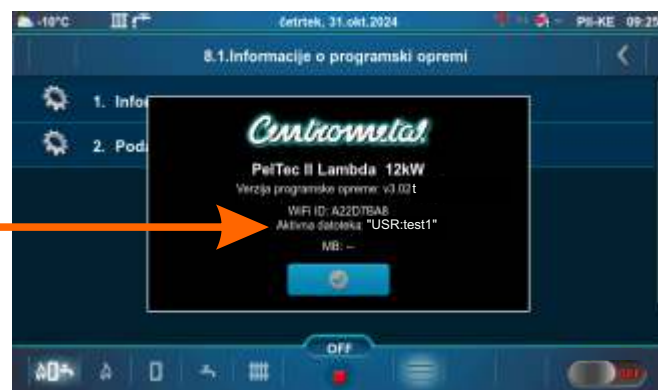 -10°C četrtek, 31.okt.2024 PII-KE 09:25
8.1.Informacije o programski opremi
1. Info
2. Pod
Centrometal
PelTec II Lambda 12kW
Verzija programske opreme: v3.02t
WiFi ID: A22D7BA8
Aktivna datoteka: "USR:test1"
MB: --
OFF
OFF